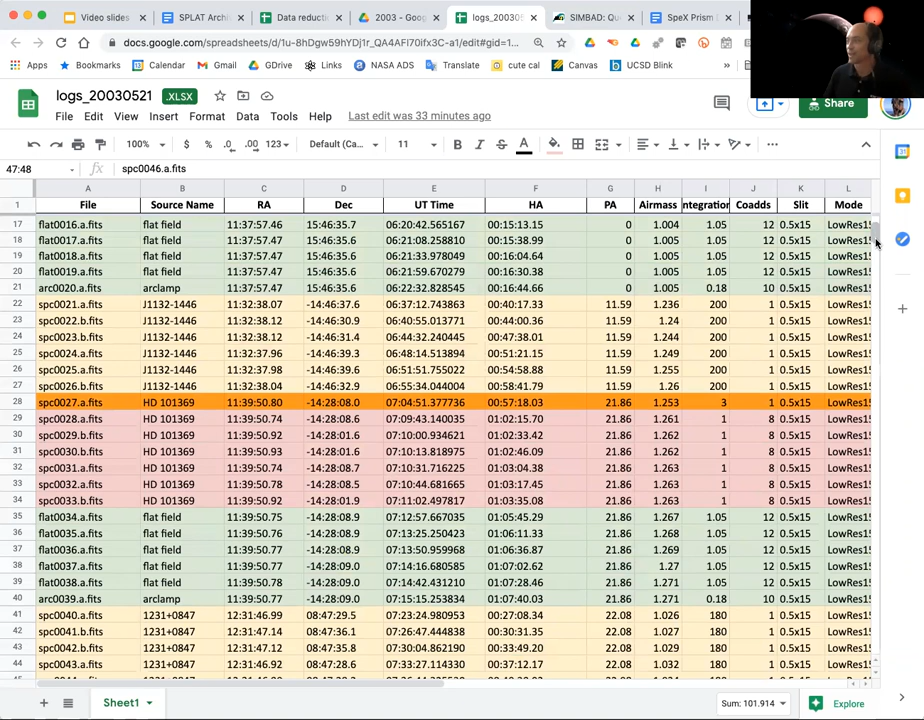 Video slides
SPLAT Archi
Data reductio
2003 - Goog
logs_2003052
SIMBAD: Qu
SpeX Prism L
docs.google.com/spreadsheets/d/1u-8hDgw59hYDj1r_QA4AFl70ifx3C-a1/edit#gid=1...
Apps
Bookmarks
Calendar
Gmail
GDrive
Links
NASA ADS
Translate
cute cal
Canvas
UCSD Blink
»
logs_20030521 .XLSX
Share
File Edit View Insert Format Data Tools Help Last edit was 33 minutes ago
100% $ % .0 .00 123 Default (Ca... 11 B I S A
47:48 fx spc0046.a.fits
A B C D E F G H I J K L
1 File Source Name RA Dec UT Time HA PA Airmass ntegration Coadds Slit Mode
17 flat0016.a.fits flat field 11:37:57.46 15:46:35.7 06:20:42.565167 00:15:13.15 0 1.004 1.05 12 0.5x15 LowRes15
18 flat0017.a.fits flat field 11:37:57.47 15:46:35.6 06:21:08.258810 00:15:38.99 0 1.005 1.05 12 0.5x15 LowRes15
19 flat0018.a.fits flat field 11:37:57.47 15:46:35.6 06:21:33.978079 00:16:04.64 0 1.005 1.05 12 0.5x15 LowRes15
20 flat0019.a.fits flat field 11:37:57.47 15:46:35.6 06:21:59.670279 00:16:30.38 0 1.005 1.05 12 0.5x15 LowRes15
21 arc0020.a.fits arclamp 11:37:57.47 15:46:35.6 06:22:32.828545 00:16:44.66 0 1.005 0.18 10 0.5x15 LowRes15
22 spc0021.a.fits J1132-1446 11:32:38.07 -14:46:37.6 06:37:12.743863 00:40:17.33 11.59 1.236 200 1 0.5x15 LowRes15
23 spc0022.b.fits J1132-1446 11:32:38.12 -14:46:30.9 06:40:55.013771 00:44:00.36 11.59 1.24 200 1 0.5x15 LowRes15
24 spc0023.b.fits J1132-1446 11:32:38.12 -14:46:31.4 06:44:32.240445 00:47:38.01 11.59 1.244 200 1 0.5x15 LowRes15
25 spc0024.a.fits J1132-1446 11:32:37.96 -14:46:39.3 06:48:14.513894 00:51:21.15 11.59 1.249 200 1 0.5x15 LowRes15
26 spc0025.a.fits J1132-1446 11:32:37.98 -14:46:39.6 06:51:51.755022 00:54:58.88 11.59 1.255 200 1 0.5x15 LowRes15
27 spc0026.b.fits J1132-1446 11:32:38.04 -14:46:32.9 06:55:34.044004 00:58:41.79 11.59 1.26 200 1 0.5x15 LowRes15
28 spc0027.a.fits HD 101369 11:39:50.80 -14:28:08.0 07:04:51.377736 00:57:18.03 21.86 1.253 3 1 0.5x15 LowRes15
29 spc0028.a.fits HD 101369 11:39:50.74 -14:28:08.6 07:09:43.140035 01:02:15.70 21.86 1.261 1 8 0.5x15 LowRes15
30 spc0029.b.fits HD 101369 11:39:50.92 -14:28:01.6 07:10:00.934621 01:02:33.42 21.86 1.262 1 8 0.5x15 LowRes15
31 spc0030.b.fits HD 101369 11:39:50.93 -14:28:01.6 07:10:13.818975 01:02:46.09 21.86 1.262 1 8 0.5x15 LowRes15
32 spc0031.a.fits HD 101369 11:39:50.74 -14:28:08.7 07:10:31.716225 01:03:04.38 21.86 1.263 1 8 0.5x15 LowRes15
33 spc0032.a.fits HD 101369 11:39:50.74 -14:28:08.5 07:10:44.681665 01:03:17.45 21.86 1.263 1 8 0.5x15 LowRes15
34 spc0033.b.fits HD 101369 11:39:50.92 -14:28:01.9 07:11:02.497817 01:03:35.08 21.86 1.263 1 8 0.5x15 LowRes15
35 flat0034.a.fits flat field 11:39:50.75 -14:28:08.9 07:12:57.667035 01:05:45.29 21.86 1.267 1.05 12 0.5x15 LowRes15
36 flat0035.a.fits flat field 11:39:50.76 -14:28:08.9 07:13:25.250423 01:06:11.33 21.86 1.268 1.05 12 0.5x15 LowRes15
37 flat0036.a.fits flat field 11:39:50.77 -14:28:08.9 07:13:50.959968 01:06:36.87 21.86 1.269 1.05 12 0.5x15 LowRes15
38 flat0037.a.fits flat field 11:39:50.77 -14:28:09.0 07:14:16.680585 01:07:02.62 21.86 1.27 1.05 12 0.5x15 LowRes15
39 flat0038.a.fits flat field 11:39:50.78 -14:28:09.0 07:14:42.431210 01:07:28.46 21.86 1.271 1.05 12 0.5x15 LowRes15
40 arc0039.a.fits arclamp 11:39:50.77 -14:28:09.0 07:15:15.253834 01:07:40.03 21.86 1.271 0.18 10 0.5x15 LowRes15
41 spc0040.a.fits 1231+0847 12:31:46.99 08:47:29.5 07:23:24.980953 00:27:08.34 22.08 1.026 180 1 0.5x15 LowRes15
42 spc0041.b.fits 1231+0847 12:31:47.14 08:47:36.1 07:26:47.444838 00:30:31.35 22.08 1.027 180 1 0.5x15 LowRes15
43 spc0042.b.fits 1231+0847 12:31:47.12 08:47:35.8 07:30:04.862190 00:33:49.20 22.08 1.029 180 1 0.5x15 LowRes15
44 spc0043.a.fits 1231+0847 12:31:46.92 08:47:28.6 07:33:27.114330 00:37:12.17 22.08 1.032 180 1 0.5x15 LowRes15
Sheet1 Sum: 101.914 Explore